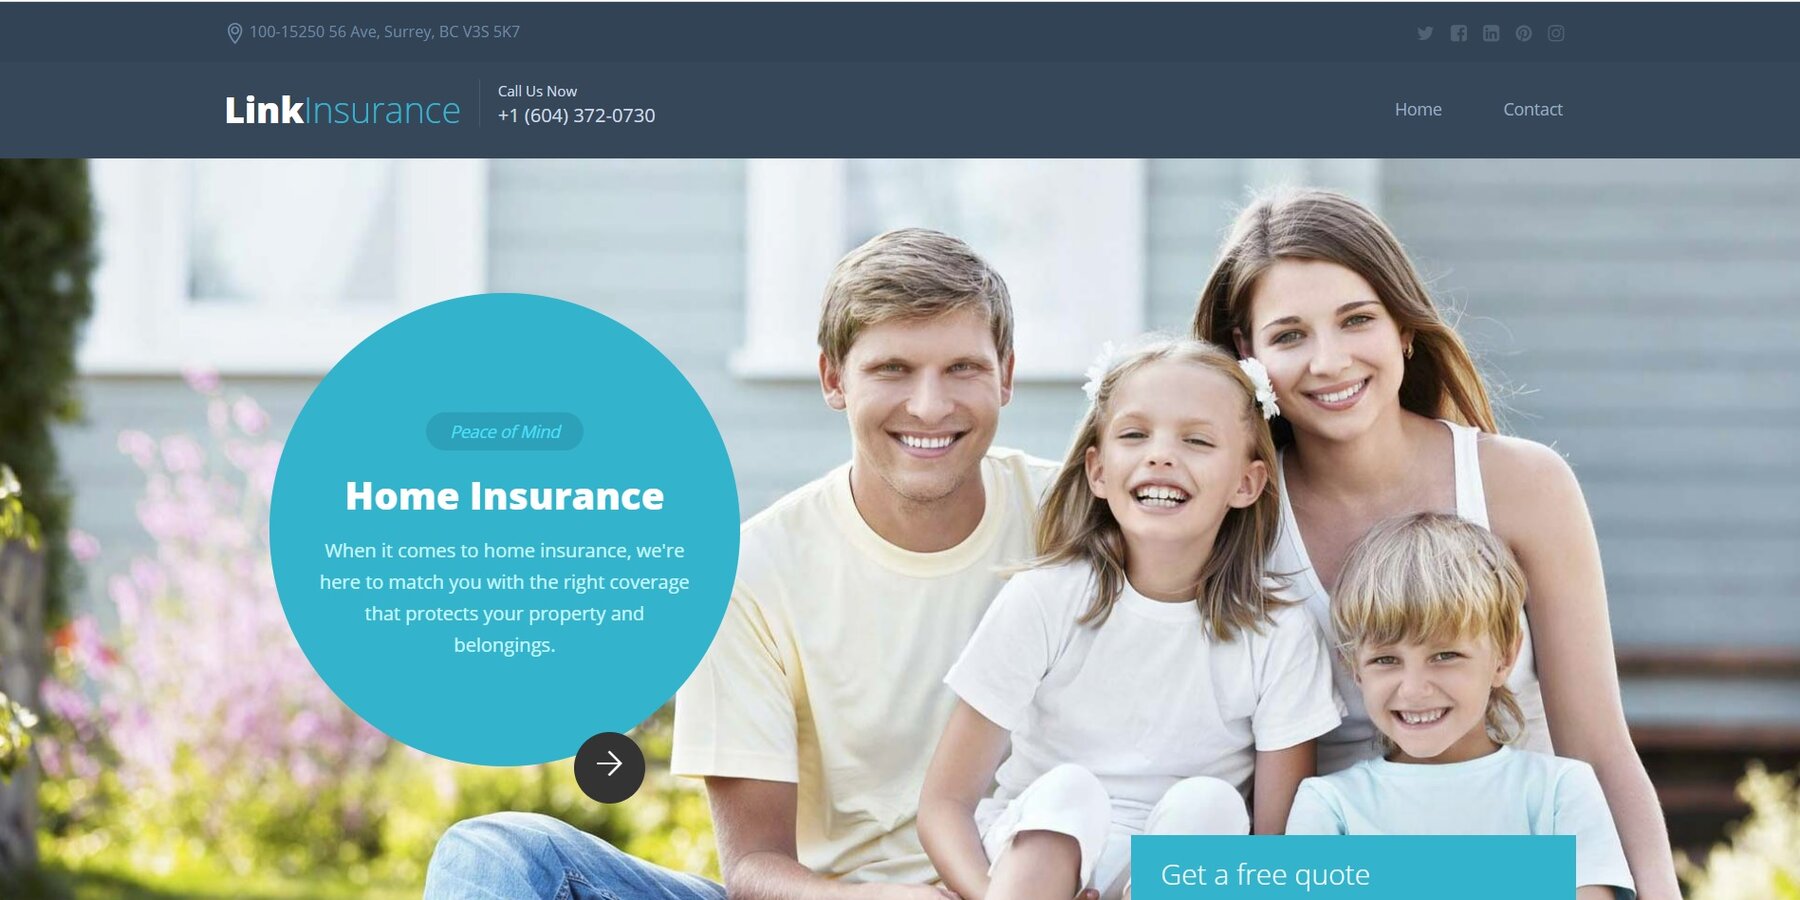 100-15250 56 Ave, Surrey, BC V3S 5K7
LinkInsurance
Call Us Now
+1 (604) 372-0730
Home
Contact
Peace of Mind
Home Insurance
When it comes to home insurance, we're
here to match you with the right coverage
that protects your property and
belongings.
Get a free quote